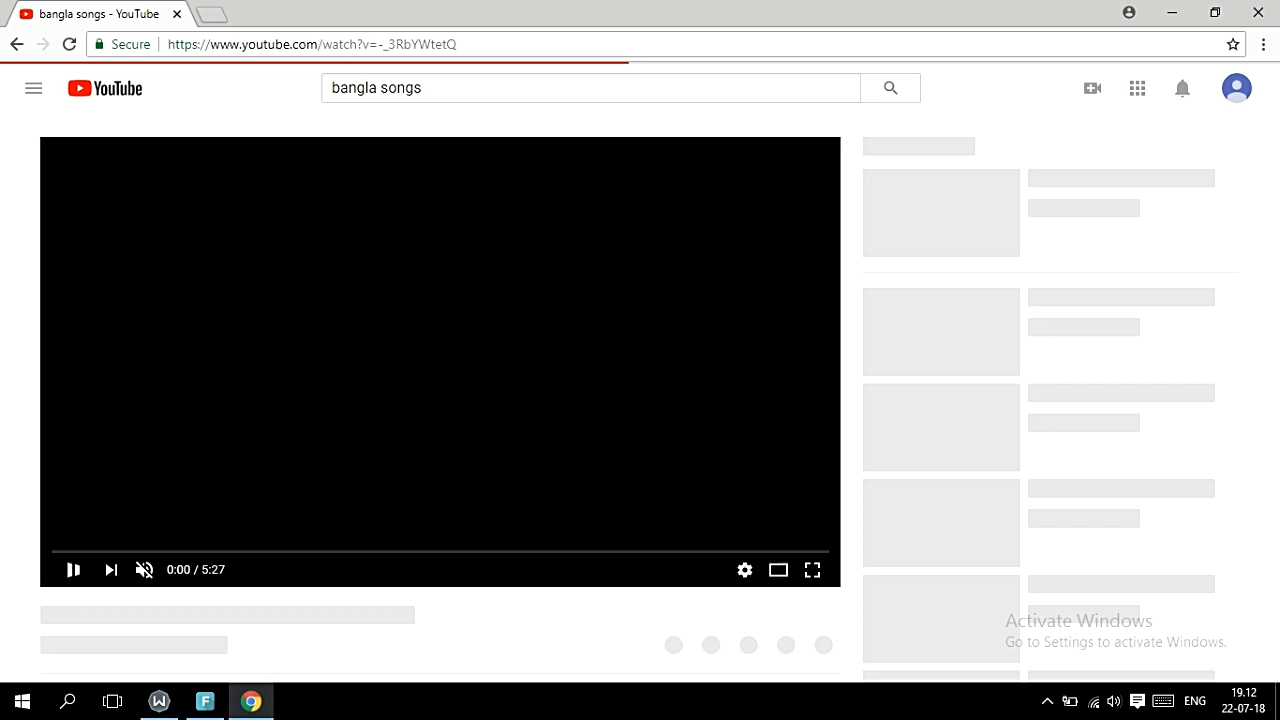 bangla songs - YouTube
Secure
https://www.youtube.com/watch?v=-_3RbYWtetQ
YouTube
bangla songs
0:00 / 5:27
Activate Windows
Go to Settings to activate Windows.
ENG
19.12
22-07-18